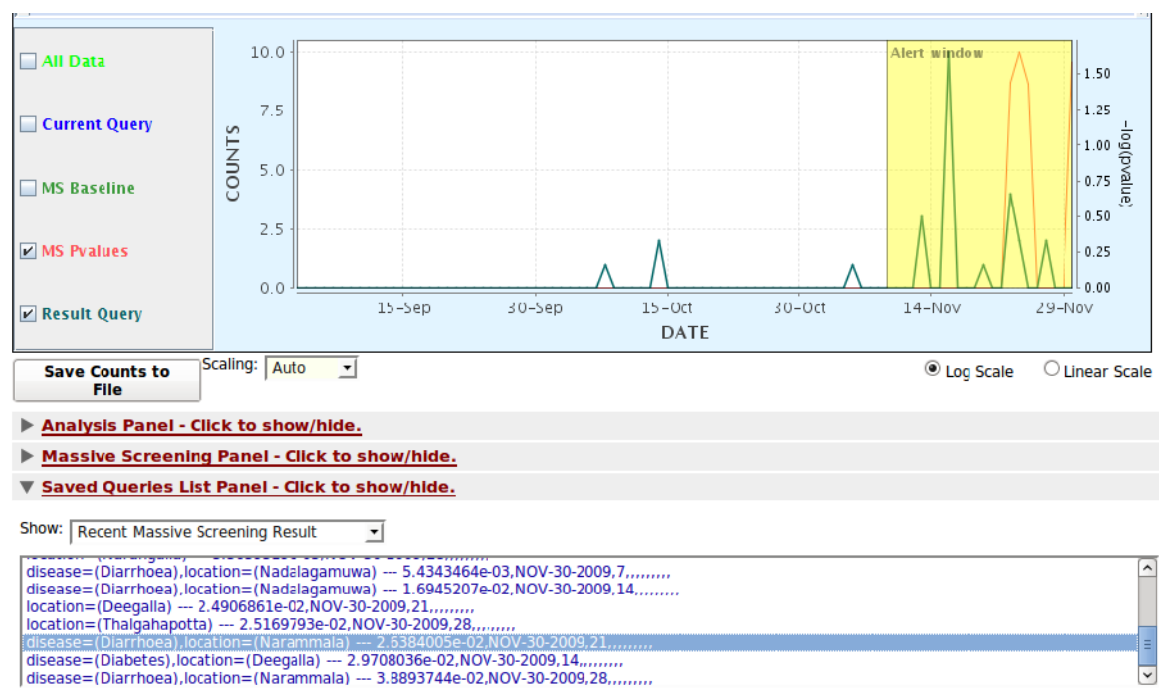 All Data
Current Query
MS Baseline
MS Pvalues
Result Query
COUNTS
10.0
7.5
5.0
2.5
0.0
Alert window
1.50
1.25
1.00
0.75
0.50
0.25
0.00
-log(pvalue)
15-Sep 30-Sep 15-Oct 30-Oct 14-Nov 29-Nov
DATE
Save Counts to
File
Scaling: Auto
Log Scale Linear Scale
Analysis Panel - Click to show/hide.
Massive Screening Panel - Click to show/hide.
Saved Queries List Panel - Click to show/hide.
Show: Recent Massive Screening Result
disease=(Diarrhoea),location=(Nadalagamuwa) --- 5.4343464e-03,NOV-30-2009,7,,,,,,,,,
disease=(Diarrhoea),location=(Nadalagamuwa) --- 1.6945207e-02,NOV-30-2009,14,,,,,,,,,
location=(Deegalla) --- 2.4906861e-02,NOV-30-2009,21,,,,,,,,,
location=(Thalgahapotta) --- 2.5169793e-02,NOV-30-2009,28,,,,,,,,,
disease=(Diarrhoea),location=(Narammala) --- 2.6384005e-02,NOV-30-2009,21,,,,,,,,,
disease=(Diabetes),location=(Deegalla) --- 2.9708036e-02,NOV-30-2009,14,,,,,,,,,
disease=(Diarrhoea),location=(Narammala) --- 3.8893744e-02,NOV-30-2009,28,,,,,,,,,